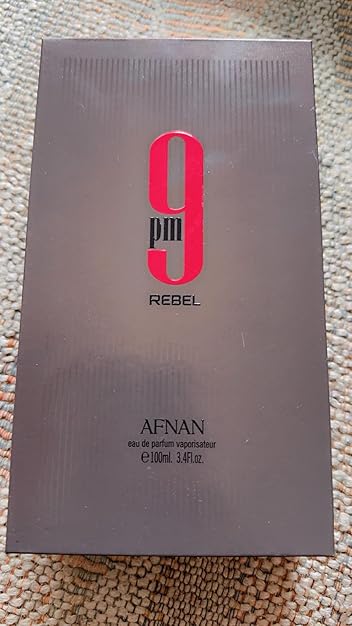 9
pm
REBEL
AFNAN
eau de parfum vaporisateur
℮100ml. 3.4Fl.oz.